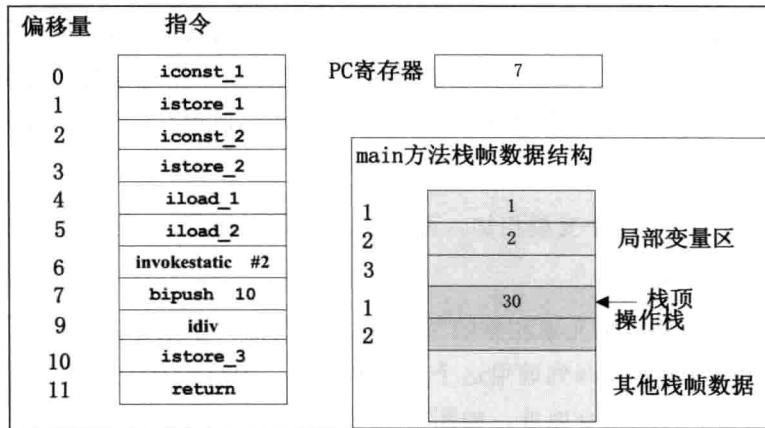 偏移量 指令
0 iconst_1
1 istore_1
2 iconst_2
3 istore_2
4 iload_1
5 iload_2
6 invokestatic #2
7 bipush 10
9 idiv
10 istore_3
11 return
PC寄存器 7
main方法栈帧数据结构
1 1
2 2 局部变量区
3
1 30 栈顶
2 操作栈
其他栈帧数据